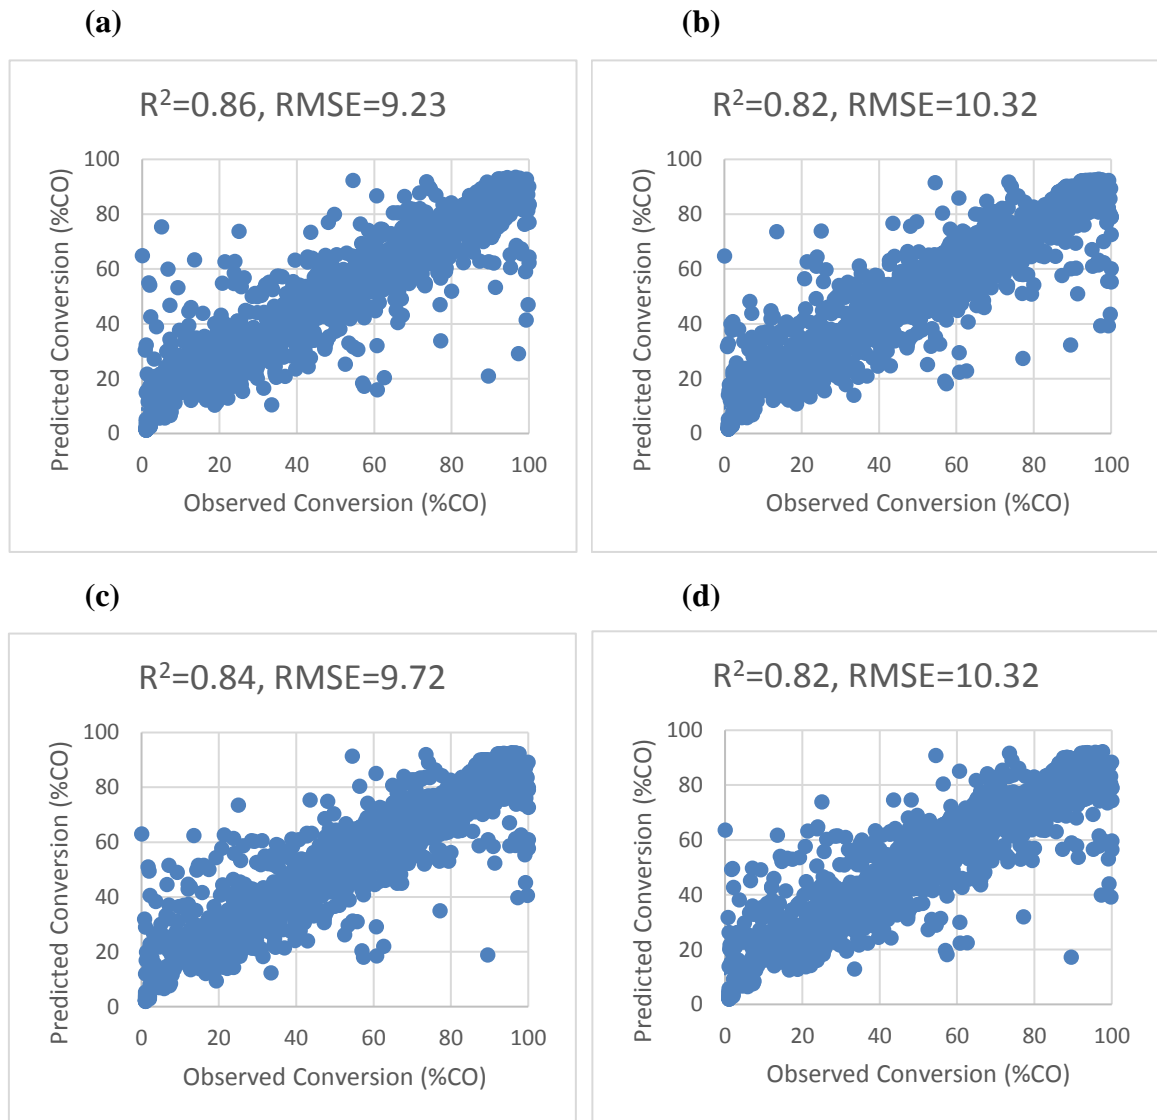 (a)
R²=0.86, RMSE=9.23
Predicted Conversion (%CO)
100
80
60
40
20
0
0 20 40 60 80 100
Observed Conversion (%CO)
(b)
R²=0.82, RMSE=10.32
Predicted Conversion (%CO)
100
80
60
40
20
0
0 20 40 60 80 100
Observed Conversion (%CO)
(c)
R²=0.84, RMSE=9.72
Predicted Conversion (%CO)
100
80
60
40
20
0
0 20 40 60 80 100
Observed Conversion (%CO)
(d)
R²=0.82, RMSE=10.32
Predicted Conversion (%CO)
100
80
60
40
20
0
0 20 40 60 80 100
Observed Conversion (%CO)